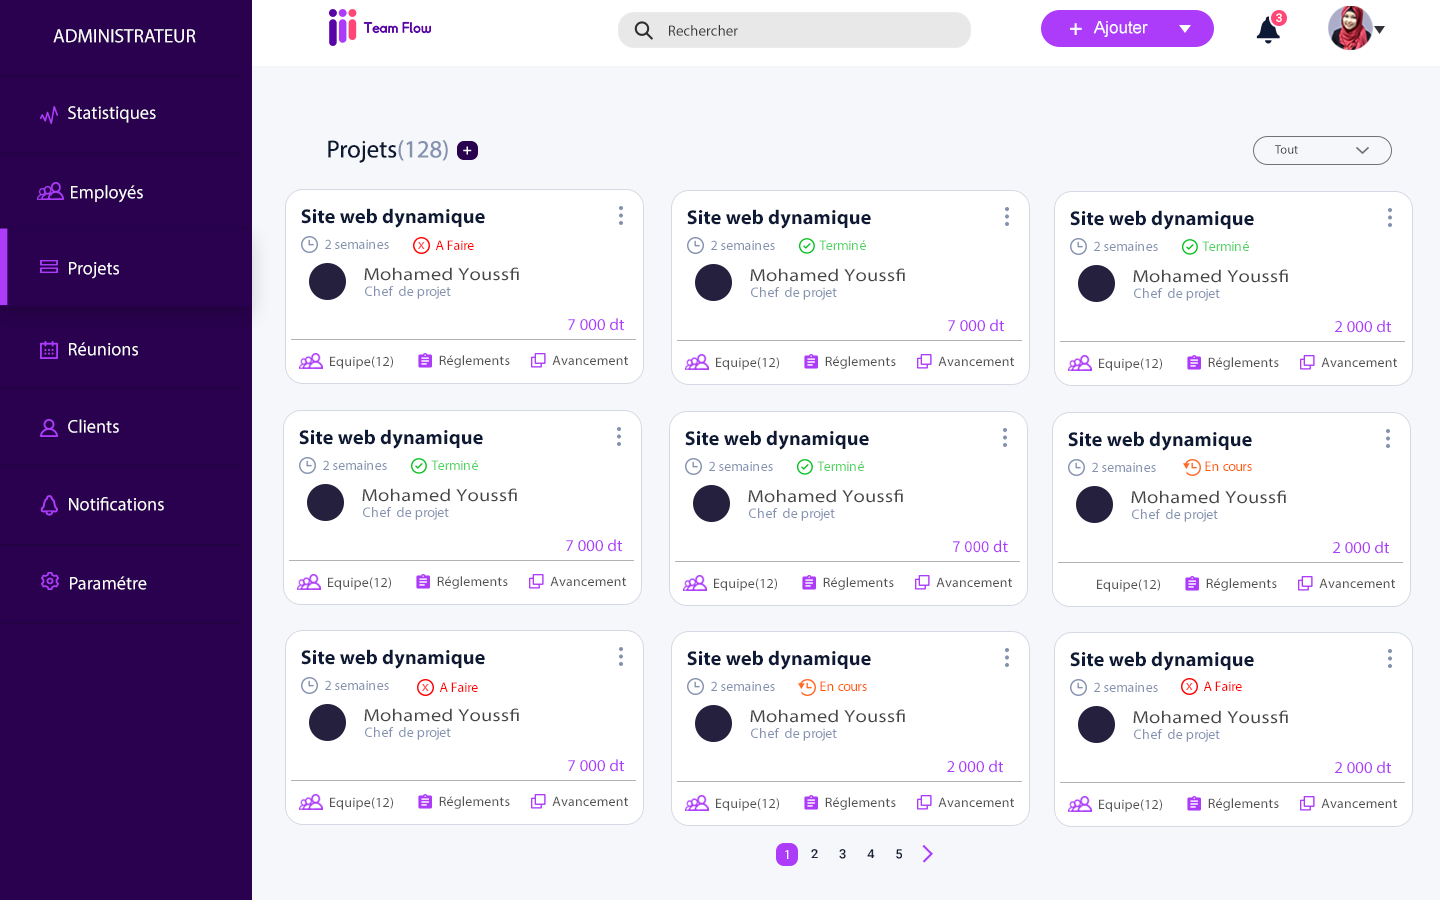 ADMINISTRATEUR
Statistiques
Employés
Projets
Réunions
Clients
Notifications
Paramétre
Team Flow
Rechercher
+ Ajouter
3
Projets(128) +
Tout
Site web dynamique
2 semaines A Faire
Mohamed Youssfi
Chef de projet
7 000 dt
Equipe(12) Réglements Avancement
Site web dynamique
2 semaines Terminé
Mohamed Youssfi
Chef de projet
7 000 dt
Equipe(12) Réglements Avancement
Site web dynamique
2 semaines Terminé
Mohamed Youssfi
Chef de projet
2 000 dt
Equipe(12) Réglements Avancement
Site web dynamique
2 semaines Terminé
Mohamed Youssfi
Chef de projet
7 000 dt
Equipe(12) Réglements Avancement
Site web dynamique
2 semaines Terminé
Mohamed Youssfi
Chef de projet
7 000 dt
Equipe(12) Réglements Avancement
Site web dynamique
2 semaines En cours
Mohamed Youssfi
Chef de projet
2 000 dt
Equipe(12) Réglements Avancement
Site web dynamique
2 semaines A Faire
Mohamed Youssfi
Chef de projet
7 000 dt
Equipe(12) Réglements Avancement
Site web dynamique
2 semaines En cours
Mohamed Youssfi
Chef de projet
2 000 dt
Equipe(12) Réglements Avancement
Site web dynamique
2 semaines A Faire
Mohamed Youssfi
Chef de projet
2 000 dt
Equipe(12) Réglements Avancement
1 2 3 4 5